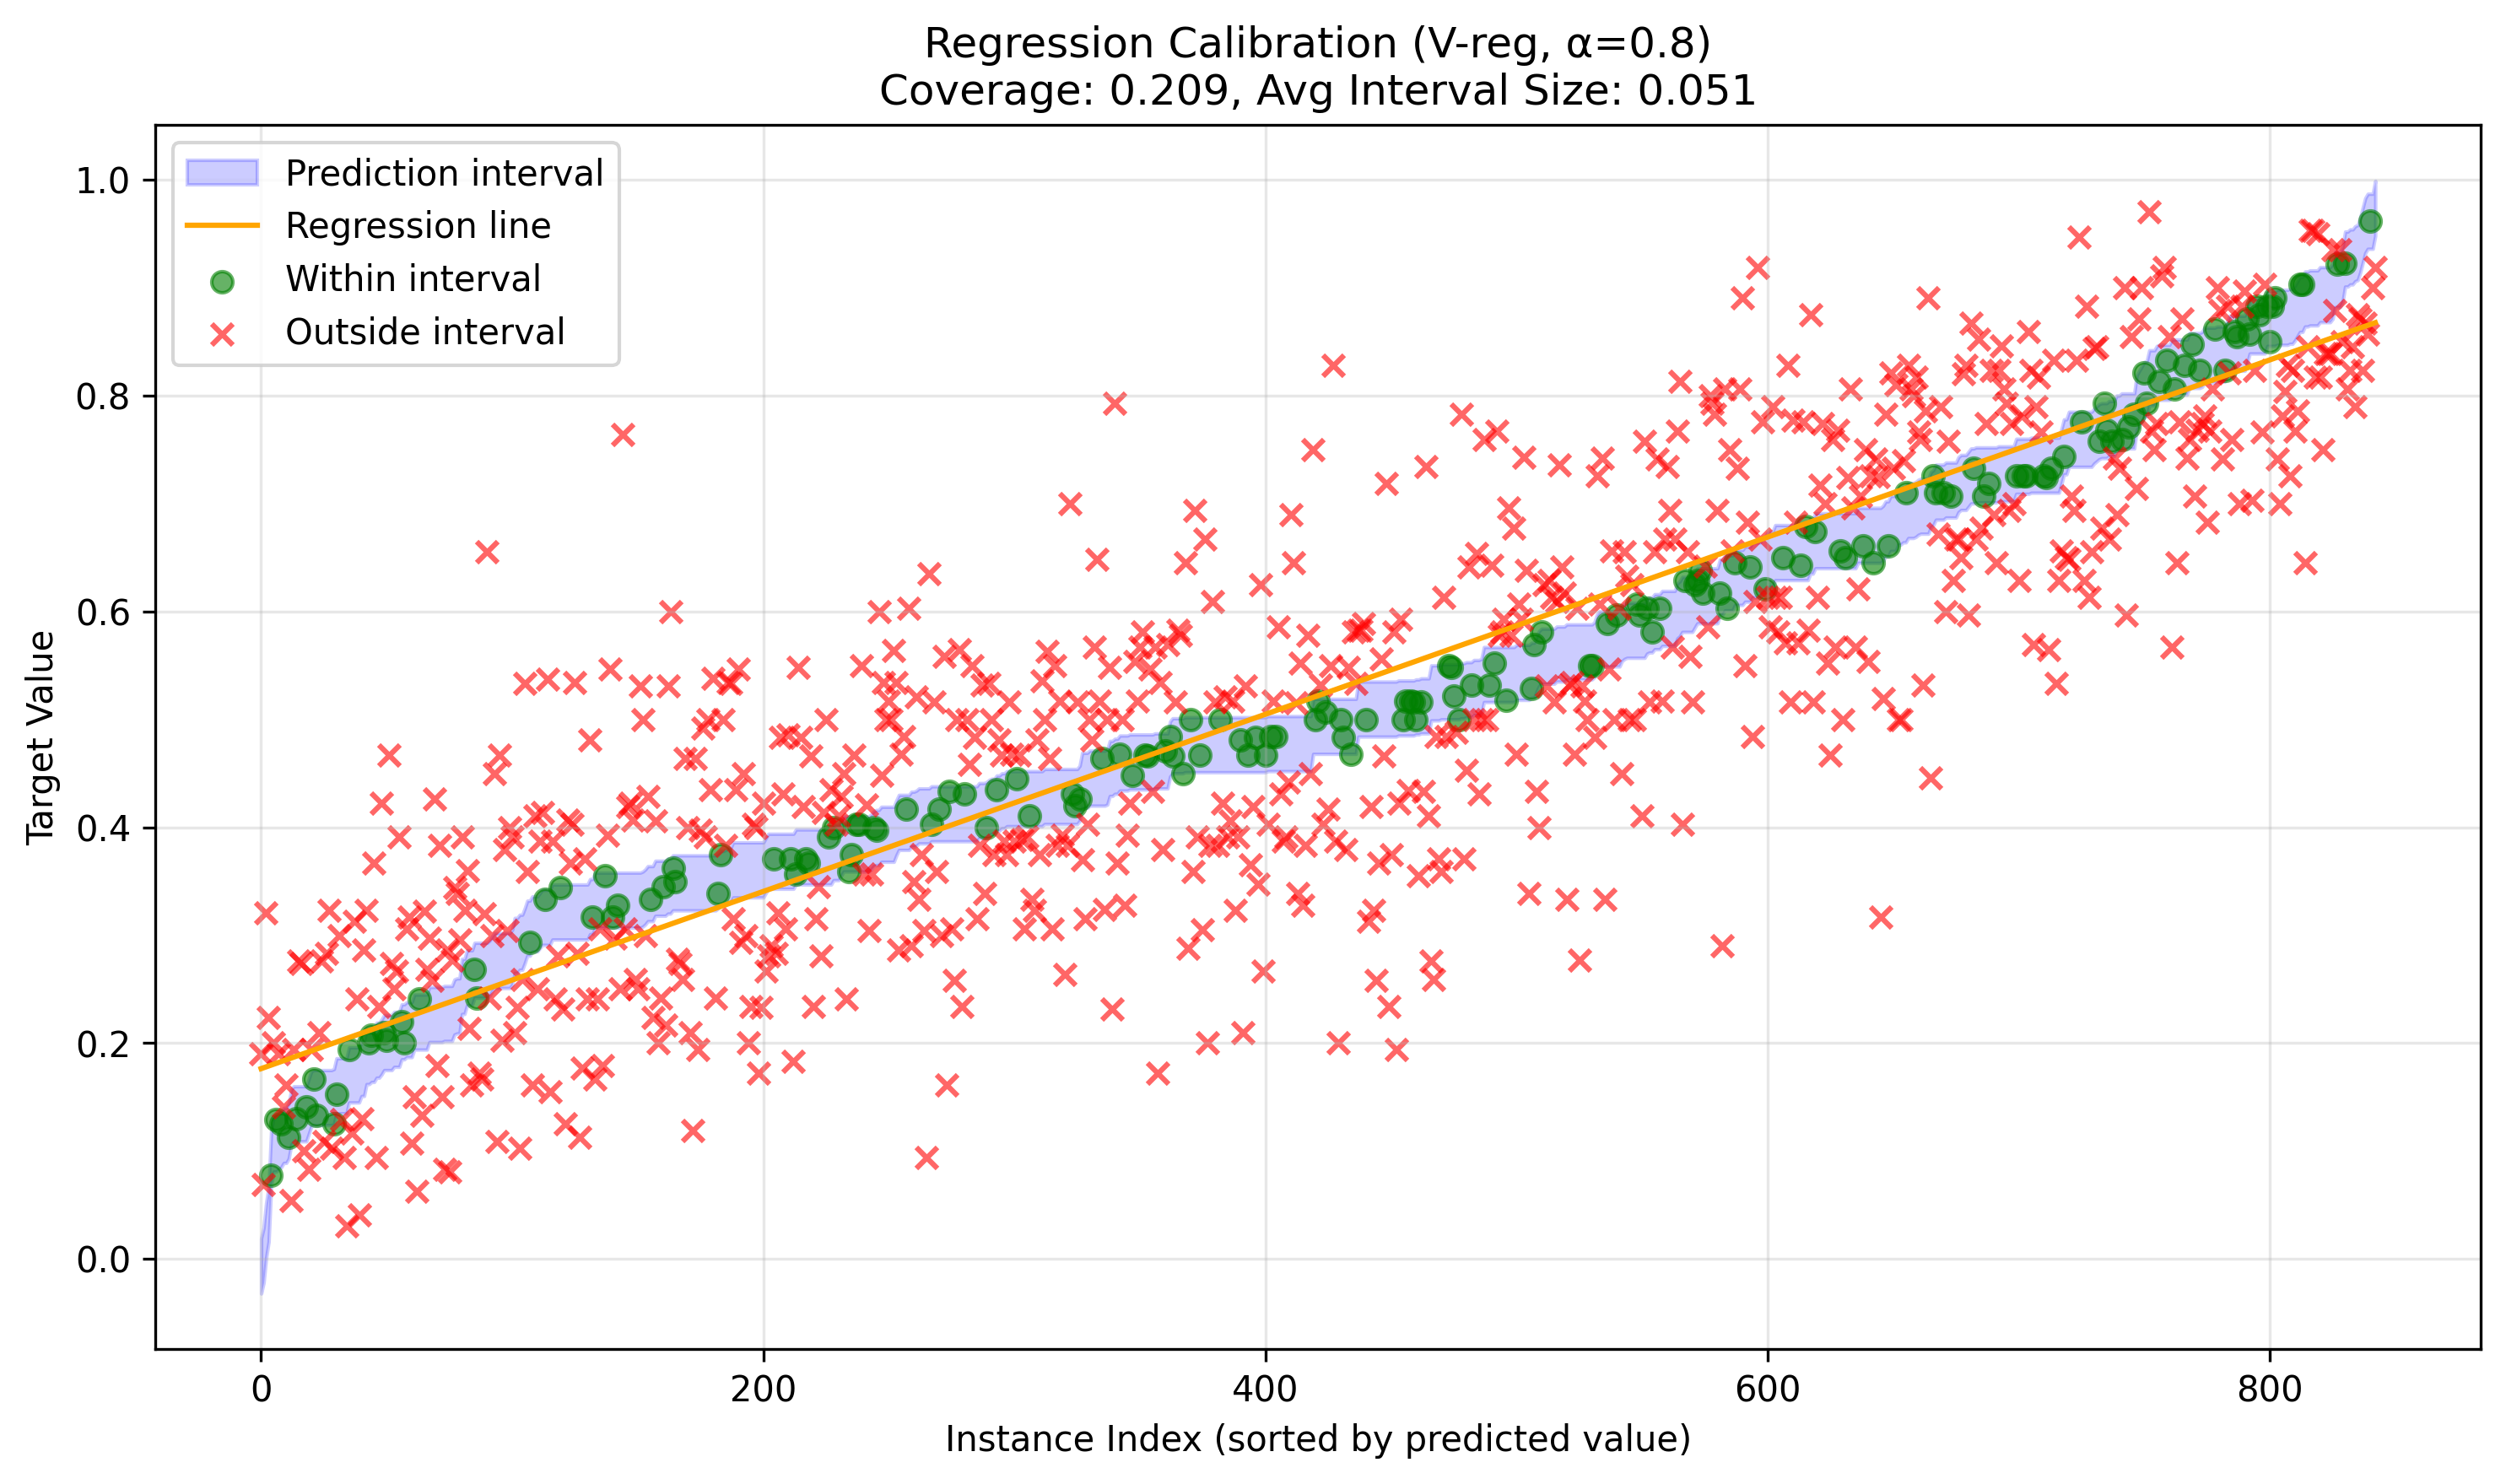 Regression Calibration (V-reg, α=0.8)
Coverage: 0.209, Avg Interval Size: 0.051
Prediction interval
Regression line
Within interval
Outside interval
1.0
0.8
0.6
0.4
0.2
0.0
Target Value
0 200 400 600 800
Instance Index (sorted by predicted value)